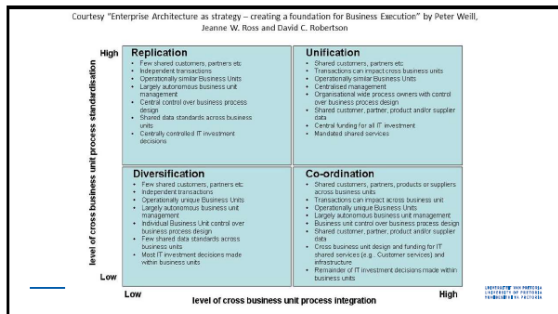 Courtesy "Enterprise Architecture as strategy – creating a foundation for Business Execution" by Peter Weill,
Jeanne W. Ross and David C. Robertson
level of cross business unit process standardisation
High
Low
Replication
• Few shared customers, partners etc
• Independent transactions
• Operationally similar Business Units
• Largely autonomous business unit
management
• Central control over business process
design
• Shared data standards across business
units
• Centrally controlled IT investment
decisions
Unification
• Shared customers, partners etc
• Transactions can impact cross business units
• Operationally similar Business Units
• Centralised management
• Organisational wide process owners with control
over business process design
• Shared customer, partner, product and/or supplier
data
• Central funding for all IT investment
• Mandated shared services
Diversification
• Few shared customers, partners etc
• Independent transactions
• Operationally unique Business Units
• Largely autonomous business unit
management
• Individual Business Unit control over
business process design
• Few shared data standards across
business units
• Most IT investment decisions made
within business units
Co-ordination
• Shared customers, partners, products or suppliers
across business units
• Transactions can impact across business unit
• Operationally unique Business Units
• Largely autonomous business unit management
• Business unit control over business process design
• Shared customer, partner, product and/or supplier
data
• Cross business unit design and funding for IT
shared services (e.g.. Customer services) and
infrastructure
• Remainder of IT investment decisions made within
business units
Low
High
level of cross business unit process integration
UNIVERSITEIT VAN PRETORIA
UNIVERSITY OF PRETORIA
YUNIBESITHI YA PRETORIA